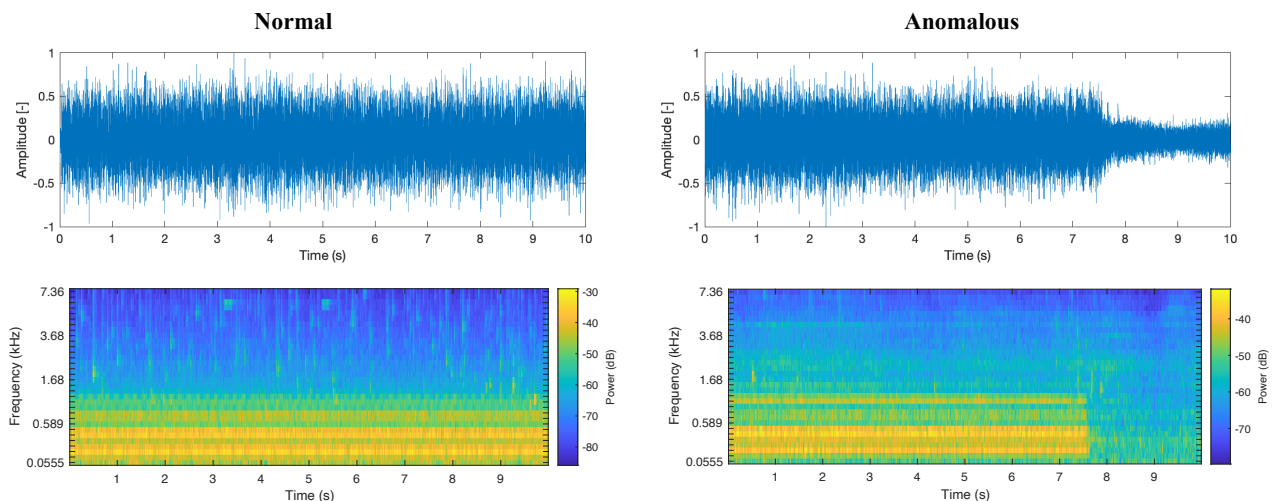 Normal
Anomalous
1
0.5
0
-0.5
-1
Amplitude [-]
0 1 2 3 4 5 6 7 8 9 10
Time (s)
1
0.5
0
-0.5
-1
Amplitude [-]
0 1 2 3 4 5 6 7 8 9 10
Time (s)
7.36
3.68
1.68
0.589
0.0555
Frequency (kHz)
1 2 3 4 5 6 7 8 9
Time (s)
-30
-40
-50
-60
-70
-80
Power (dB)
7.36
3.68
1.68
0.589
0.0555
Frequency (kHz)
1 2 3 4 5 6 7 8 9
Time (s)
-40
-50
-60
-70
Power (dB)